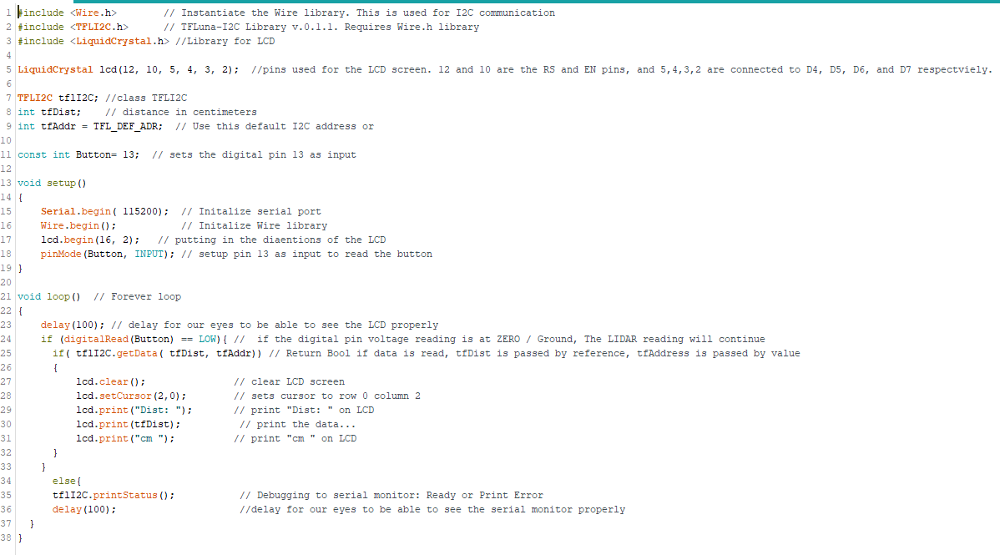 1 #include <Wire.h>        // Instantiate the Wire library. This is used for I2C communication
2 #include <TFLI2C.h>      // TFLuna-I2C Library v.0.1.1. Requires Wire.h library
3 #include <LiquidCrystal.h> //Library for LCD
4
5 LiquidCrystal lcd(12, 10, 5, 4, 3, 2);  //pins used for the LCD screen. 12 and 10 are the RS and EN pins, and 5,4,3,2 are connected to D4, D5, D6, and D7 respectviely.
6
7 TFLI2C tflI2C; //class TFLI2C
8 int tfDist;    // distance in centimeters
9 int tfAddr = TFL_DEF_ADR;  // Use this default I2C address or
10
11 const int Button= 13;  // sets the digital pin 13 as input
12
13 void setup()
14 {
15     Serial.begin( 115200);  // Initalize serial port
16     Wire.begin();           // Initalize Wire library
17     lcd.begin(16, 2);   // putting in the diaentions of the LCD
18     pinMode(Button, INPUT); // setup pin 13 as input to read the button
19 }
20
21 void loop()  // Forever loop
22 {
23     delay(100); // delay for our eyes to be able to see the LCD properly
24     if (digitalRead(Button) == LOW){ //  if the digital pin voltage reading is at ZERO / Ground, The LIDAR reading will continue
25       if( tflI2C.getData( tfDist, tfAddr)) // Return Bool if data is read, tfDist is passed by reference, tfAddress is passed by value
26       {
27           lcd.clear();               // clear LCD screen
28           lcd.setCursor(2,0);        // sets cursor to row 0 column 2
29           lcd.print("Dist: ");       // print "Dist: " on LCD
30           lcd.print(tfDist);          // print the data...
31           lcd.print("cm ");          // print "cm " on LCD
32       }
33     }
34       else{
35       tflI2C.printStatus();           // Debugging to serial monitor: Ready or Print Error
36       delay(100);                     //delay for our eyes to be able to see the serial monitor properly
37   }
38 }